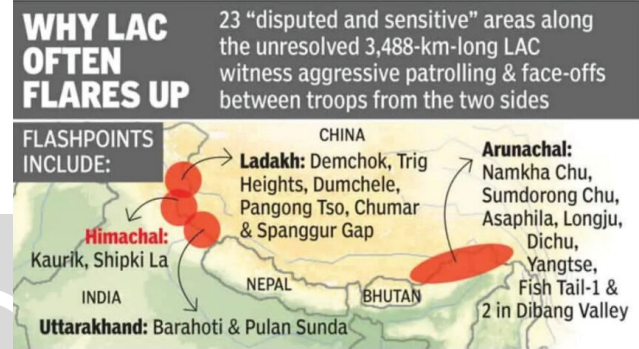 WHY LAC
OFTEN
FLARES UP
23 “disputed and sensitive” areas along
the unresolved 3,488-km-long LAC
witness aggressive patrolling & face-offs
between troops from the two sides
FLASHPOINTS
INCLUDE:
CHINA
Ladakh: Demchok, Trig
Heights, Dumchele,
Pangong Tso, Chumar
& Spanggur Gap
Arunachal:
Namkha Chu,
Sumdorong Chu,
Asaphila, Longju,
Dichu,
Yangtse,
Fish Tail-1 &
2 in Dibang Valley
Himachal:
Kaurik, Shipki La
INDIA
NEPAL
BHUTAN
Uttarakhand: Barahoti & Pulan Sunda